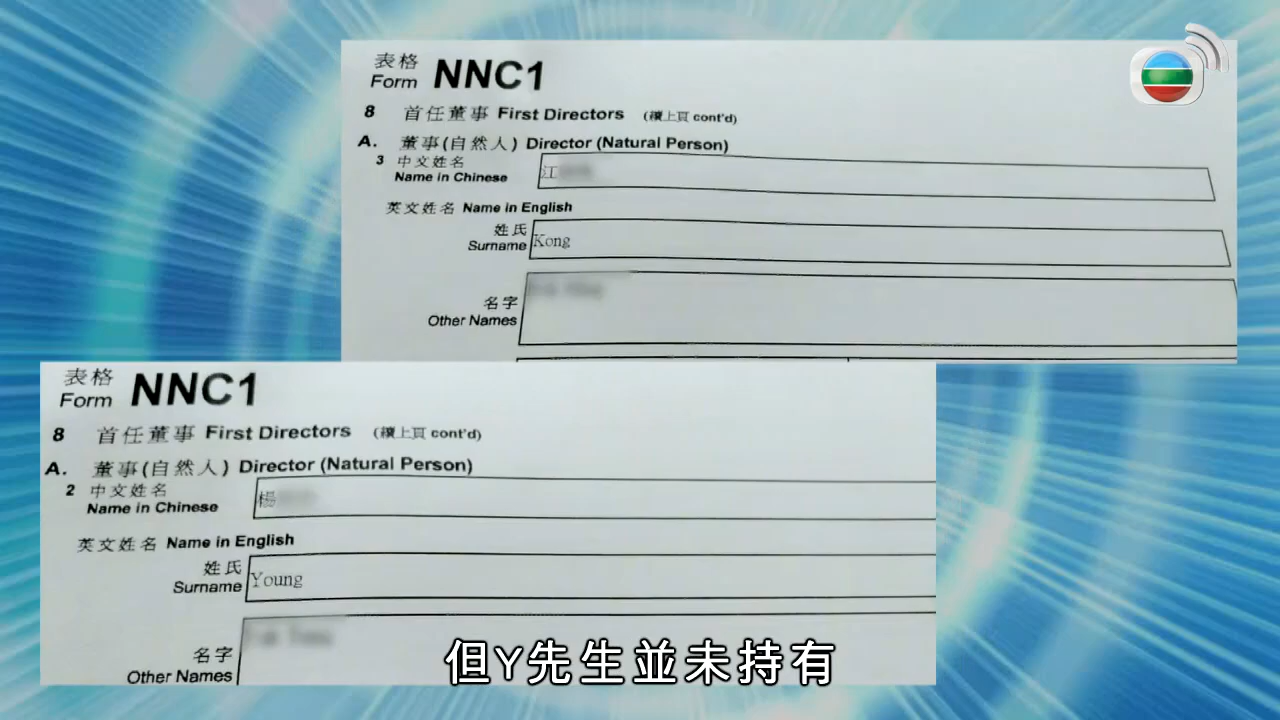 表格
Form NNC1
8 首任董事 First Directors (續上頁 cont'd)
A. 董事(自然人) Director (Natural Person)
3 中文姓名
Name in Chinese
江
英文姓名 Name in English
姓氏
Surname
Kong
名字
Other Names
表格
Form NNC1
8 首任董事 First Directors (續上頁 cont'd)
A. 董事(自然人) Director (Natural Person)
2 中文姓名
Name in Chinese
楊
英文姓名 Name in English
姓氏
Surname
Young
名字
Other Names
但Y先生並未持有